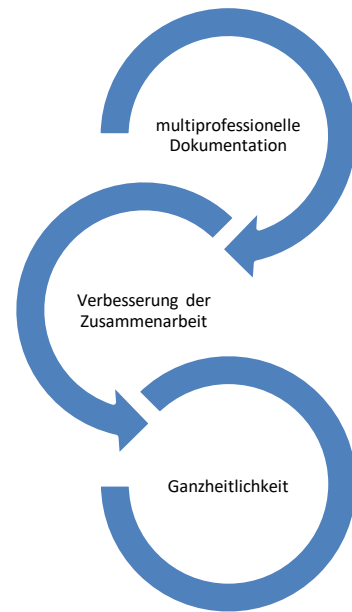 multiprofessionelle
Dokumentation
Verbesserung der
Zusammenarbeit
Ganzheitlichkeit